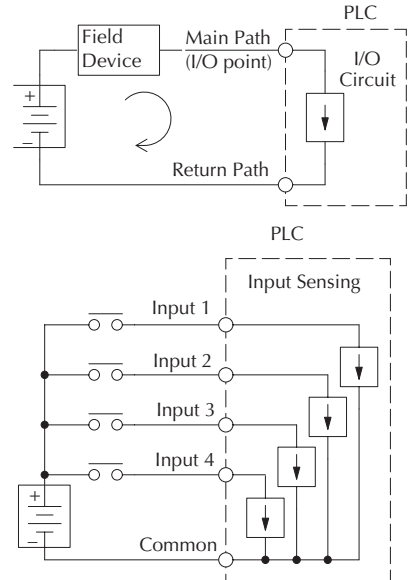 PLC
Field
Device
Main Path
(I/O point)
I/O
Circuit
+
–
Return Path
PLC
Input Sensing
Input 1
Input 2
Input 3
Input 4
+
–
Common